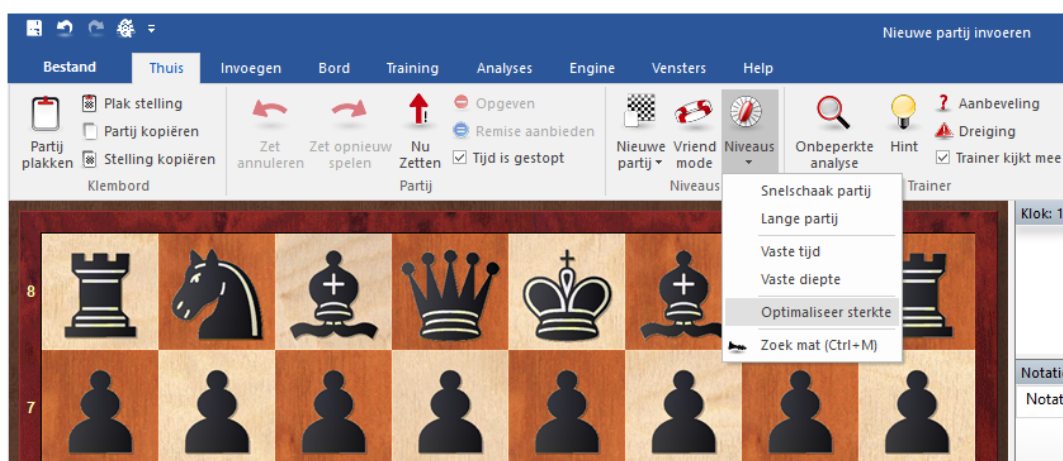 Nieuwe partij invoeren
Bestand Thuis Invoegen Bord Training Analyses Engine Vensters Help
Partij plakken
Plak stelling
Partij kopiëren
Stelling kopiëren
Klembord
Zet annuleren
Zet opnieuw spelen
Nu Zetten
Opgeven
Remise aanbieden
Tijd is gestopt
Partij
Nieuwe partij
Vriend mode
Niveaus
Niveaus
Onbeperkte analyse
Hint
Aanbeveling
Dreiging
Trainer kijkt mee
Trainer
Snelschaak partij
Lange partij
Vaste tijd
Vaste diepte
Optimaliseer sterkte
Zoek mat (Ctrl+M)
Klok: 1
8
7
Notati
Notat